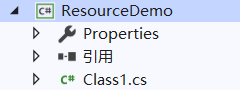 C# ResourceDemo
Properties
引用
C# Class1.cs